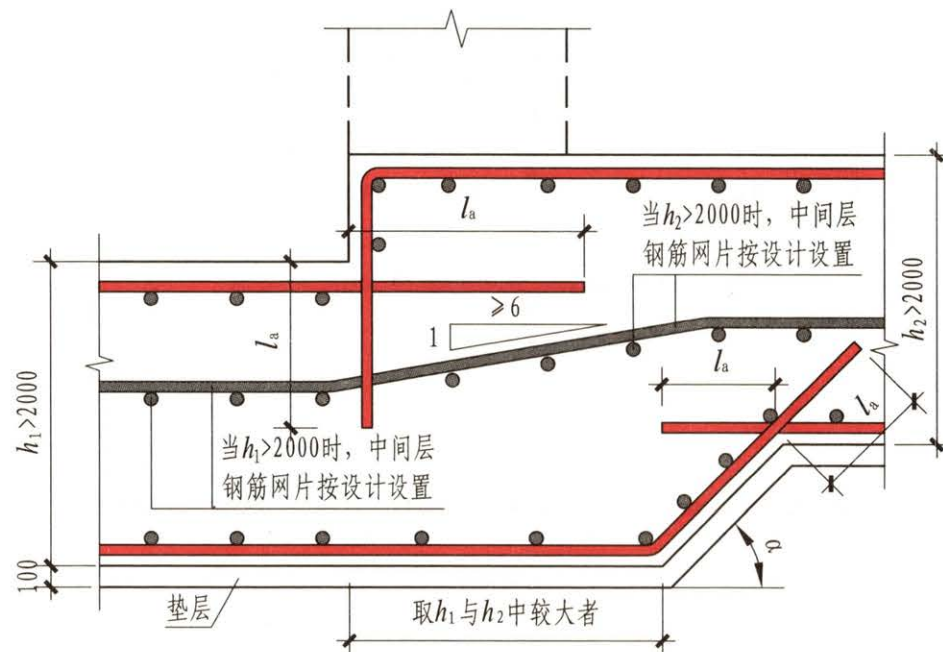 lₐ
当h₂>2000时，中间层
钢筋网片按设计设置
≥6
1
lₐ
h₂>2000
lₐ
lₐ
h₁>2000
当h₁>2000时，中间层
钢筋网片按设计设置
α
100
垫层
取h₁与h₂中较大者